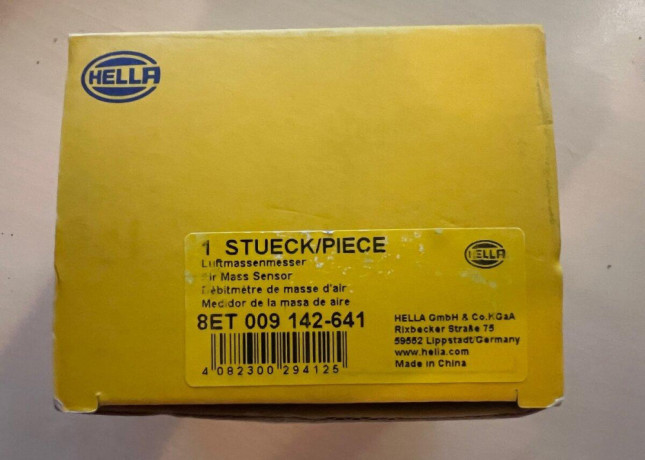 HELLA
1 STUECK/PIECE
HELLA
Luftmassenmesser
Air Mass Sensor
Débitmètre de masse d'air
Medidor de la masa de aire
8ET 009 142-641
4 082300 294125
HELLA GmbH & Co.KGaA
Rixbecker Straße 75
59552 Lippstadt/Germany
www.hella.com
Made in China